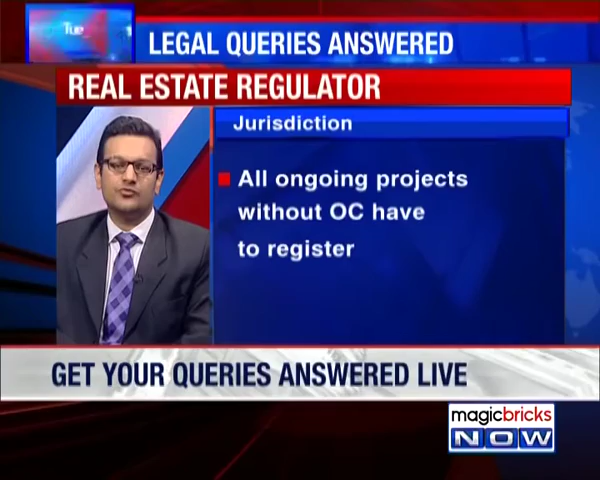 Tue
LEGAL QUERIES ANSWERED
REAL ESTATE REGULATOR
Jurisdiction
All ongoing projects
without OC have
to register
GET YOUR QUERIES ANSWERED LIVE
magicbricks
NOW